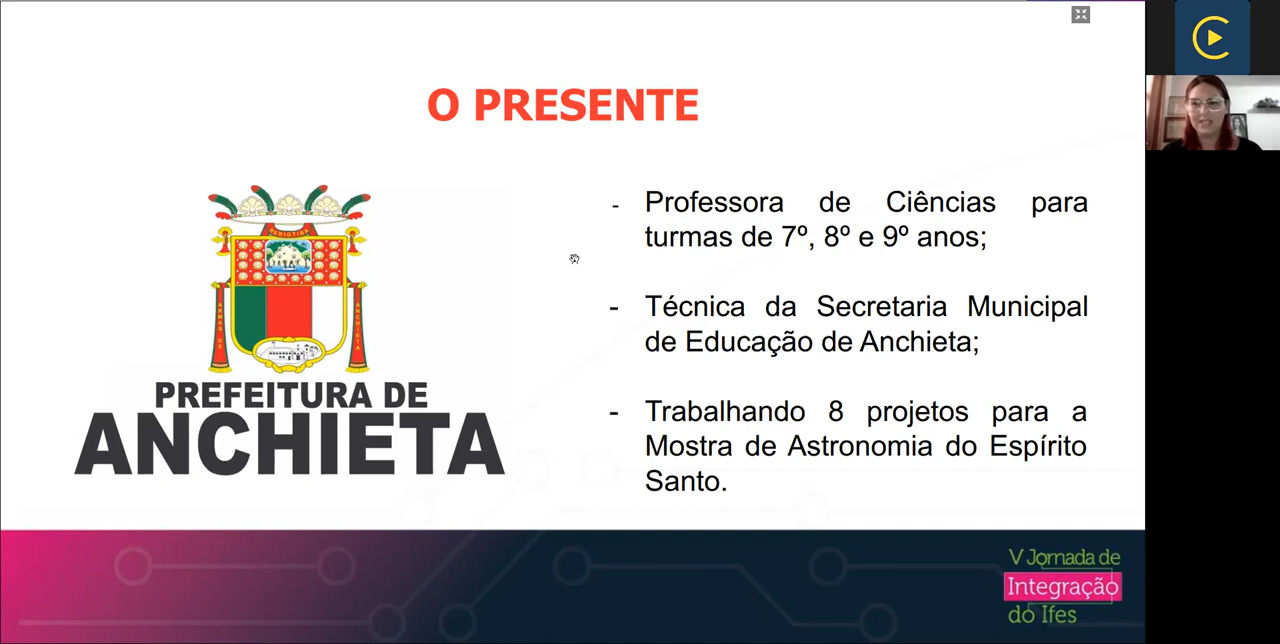 O PRESENTE
PREFEITURA DE
ANCHIETA
- Professora de Ciências para
turmas de 7º, 8º e 9º anos;
- Técnica da Secretaria Municipal
de Educação de Anchieta;
- Trabalhando 8 projetos para a
Mostra de Astronomia do Espírito
Santo.
V Jornada de
Integração
do Ifes